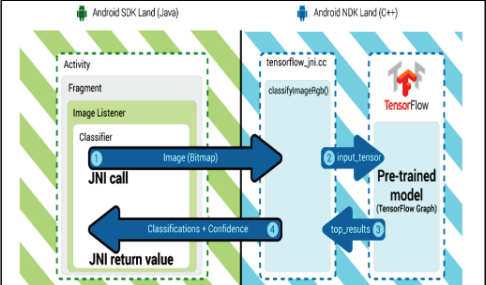 Android SDK Land (Java)
Android NDK Land (C++)
Activity
Fragment
Image Listener
Classifier
1 Image (Bitmap)
JNI call
Classifications + Confidence 4
JNI return value
tensorflow_jni.cc
classifyImageRgb()
2 input_tensor
top_results 3
TensorFlow
Pre-trained
model
(TensorFlow Graph)